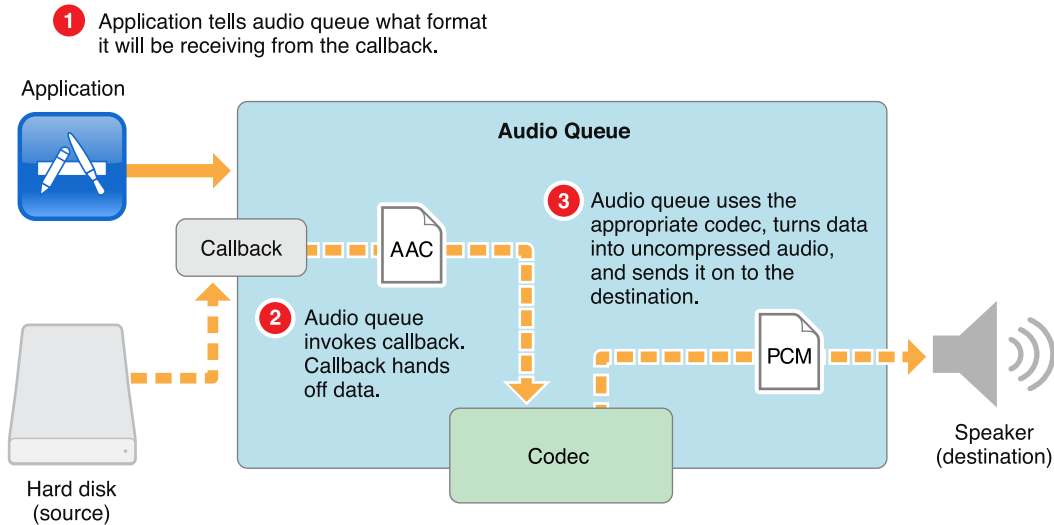 1 Application tells audio queue what format
it will be receiving from the callback.
Application
Audio Queue
3 Audio queue uses the
appropriate codec, turns data
into uncompressed audio,
and sends it on to the
destination.
Callback
AAC
2 Audio queue
invokes callback.
Callback hands
off data.
PCM
Codec
Speaker
(destination)
Hard disk
(source)